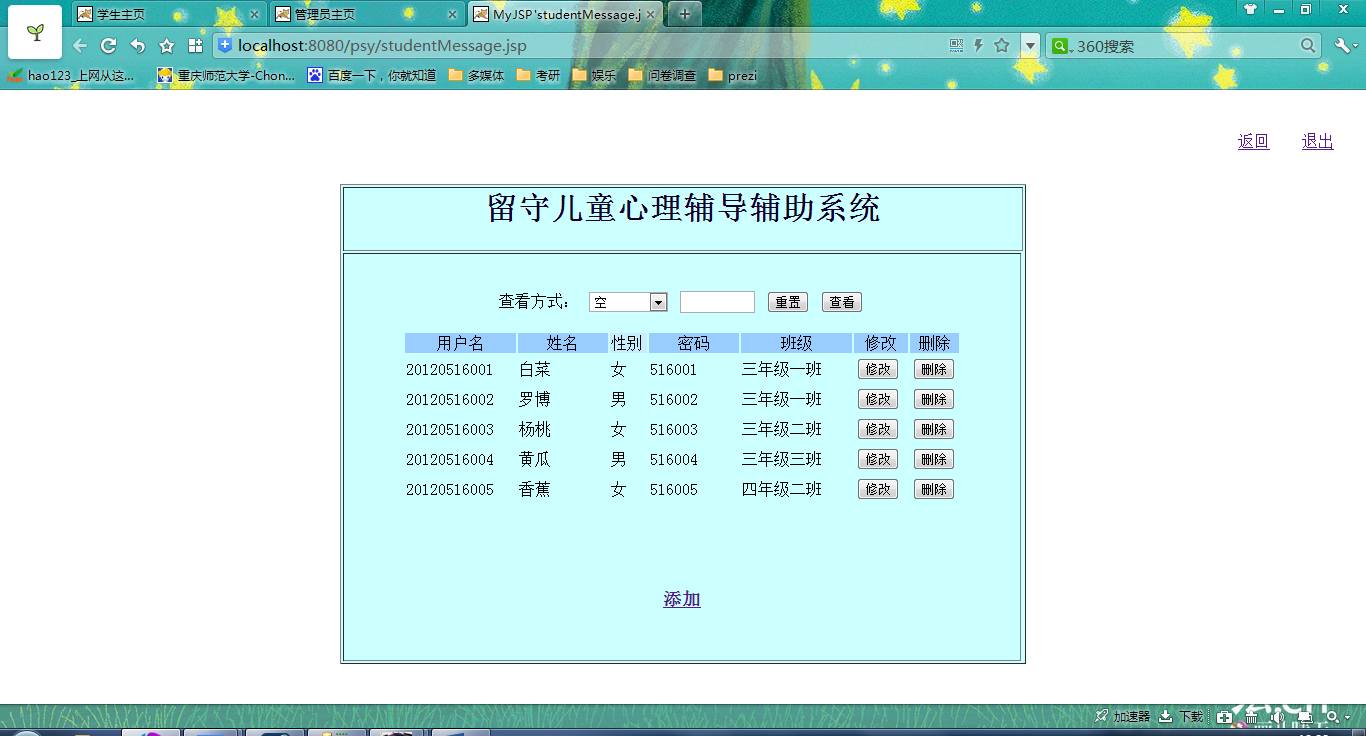 学生主页 管理员主页 MyJSP'studentMessage.j
localhost:8080/psy/studentMessage.jsp 360搜索
hao123_上网从这... 重庆师范大学-Chon... 百度一下，你就知道 多媒体 考研 娱乐 问卷调查 prezi
返回 退出
留守儿童心理辅导辅助系统
查看方式： 空 重置 查看
用户名 姓名 性别 密码 班级 修改 删除
20120516001 白菜 女 516001 三年级一班 修改 删除
20120516002 罗博 男 516002 三年级一班 修改 删除
20120516003 杨桃 女 516003 三年级二班 修改 删除
20120516004 黄瓜 男 516004 三年级三班 修改 删除
20120516005 香蕉 女 516005 四年级二班 修改 删除
添加
加速器 下载